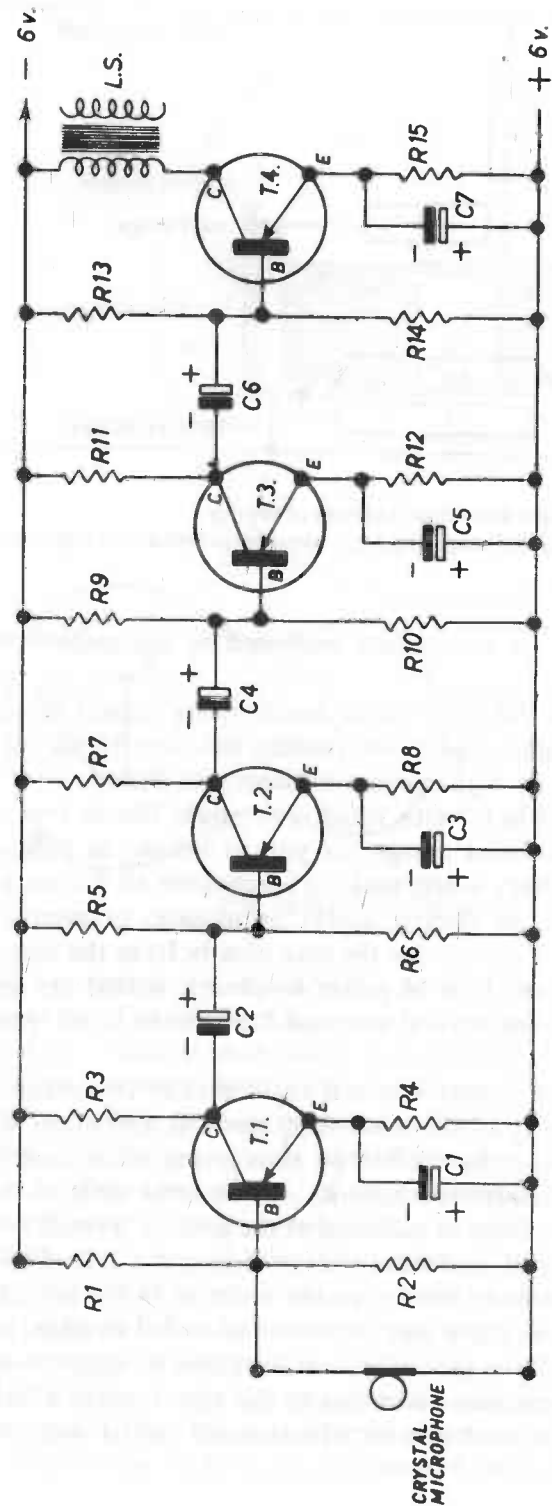 CRYSTAL
MICROPHONE
R1
R2
R3
C
T.1.
B
E
C1
- +
R4
- +
C2
R5
R6
R7
C
T.2.
B
E
C3
- +
R8
- +
C4
R9
R10
R11
C
T.3.
B
E
C5
- +
R12
- +
C6
R13
R14
L.S.
C
T.4.
B
E
C7
- +
R15
- 6v.
+ 6v.